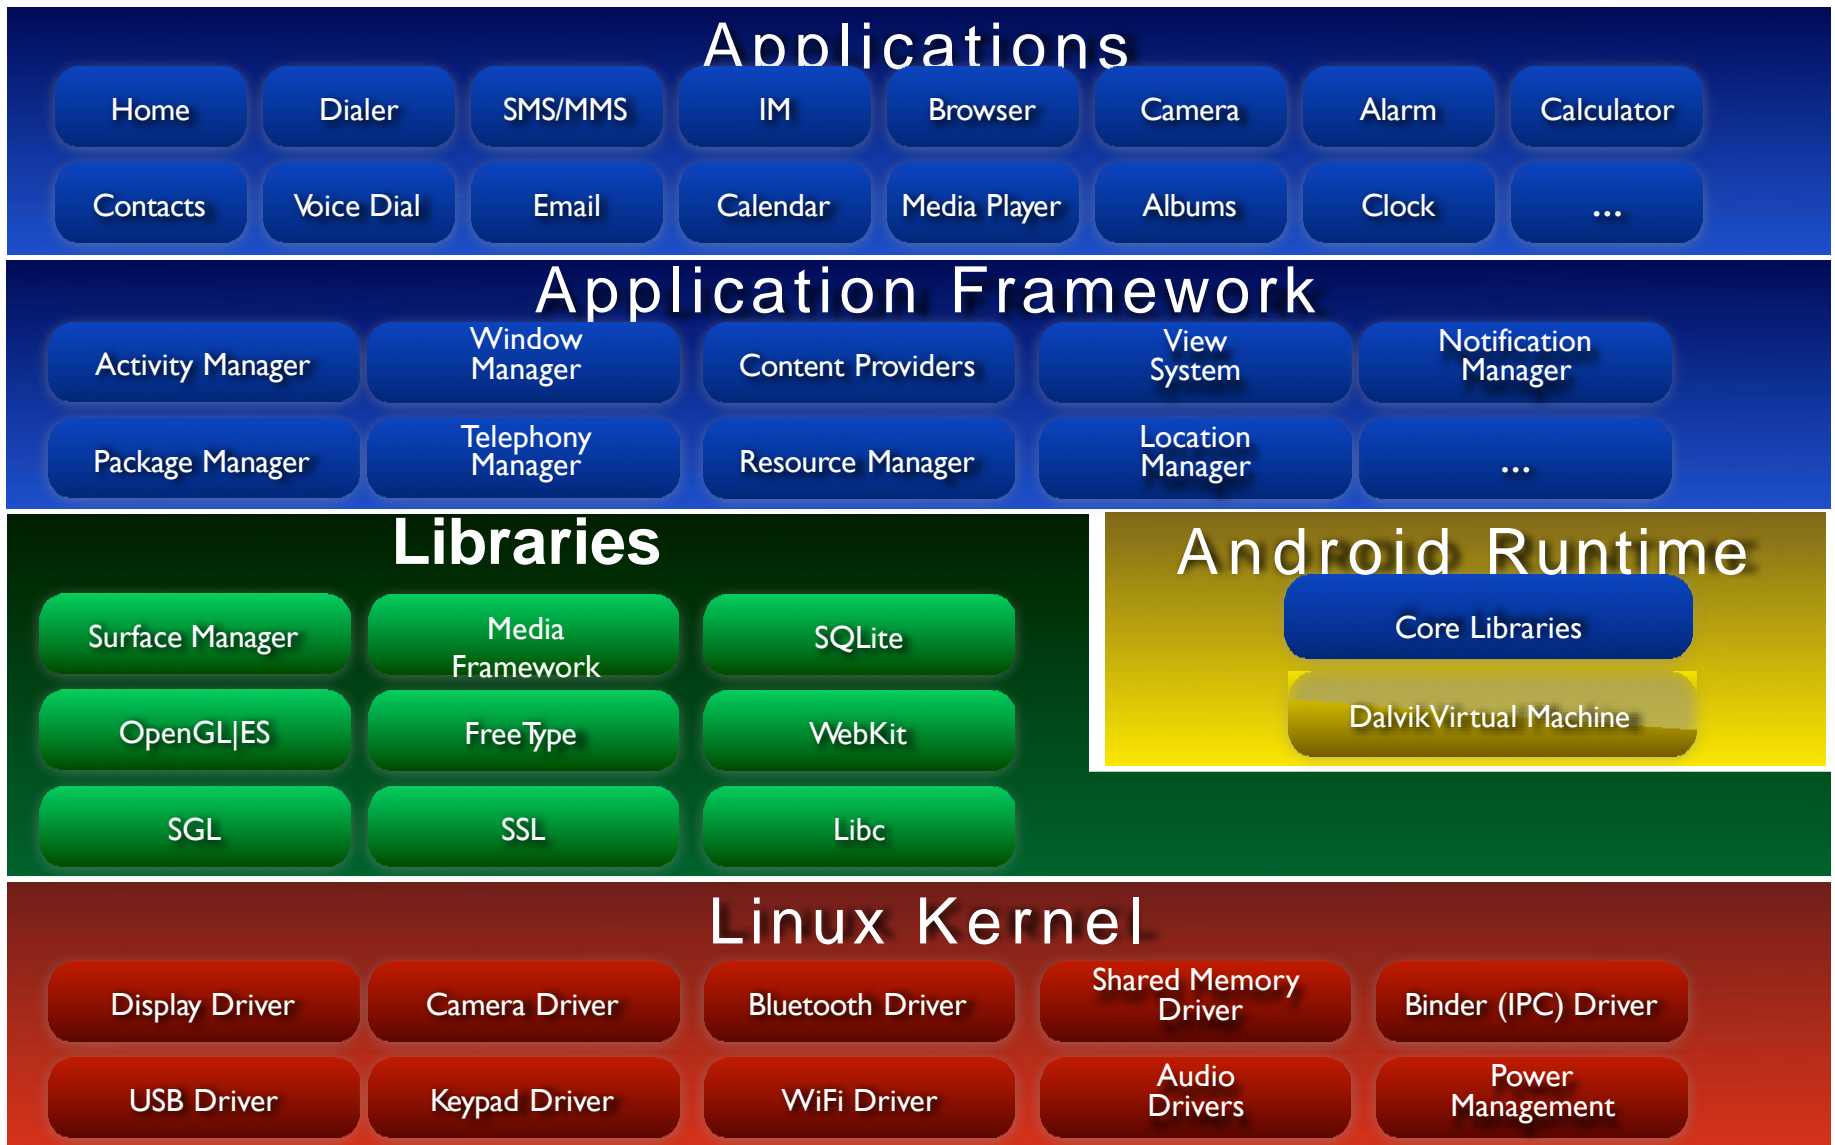 Applications
Home Dialer SMS/MMS IM Browser Camera Alarm Calculator
Contacts Voice Dial Email Calendar Media Player Albums Clock ...
Application Framework
Activity Manager
Window
Manager
Content Providers
View
System
Notification
Manager
Package Manager
Telephony
Manager
Resource Manager
Location
Manager
...
Libraries
Surface Manager
Media
Framework
SQLite
OpenGL|ES FreeType WebKit
SGL SSL Libc
Android Runtime
Core Libraries
DalvikVirtual Machine
Linux Kernel
Display Driver
Camera Driver
Bluetooth Driver
Shared Memory
Driver
Binder (IPC) Driver
USB Driver
Keypad Driver
WiFi Driver
Audio
Drivers
Power
Management